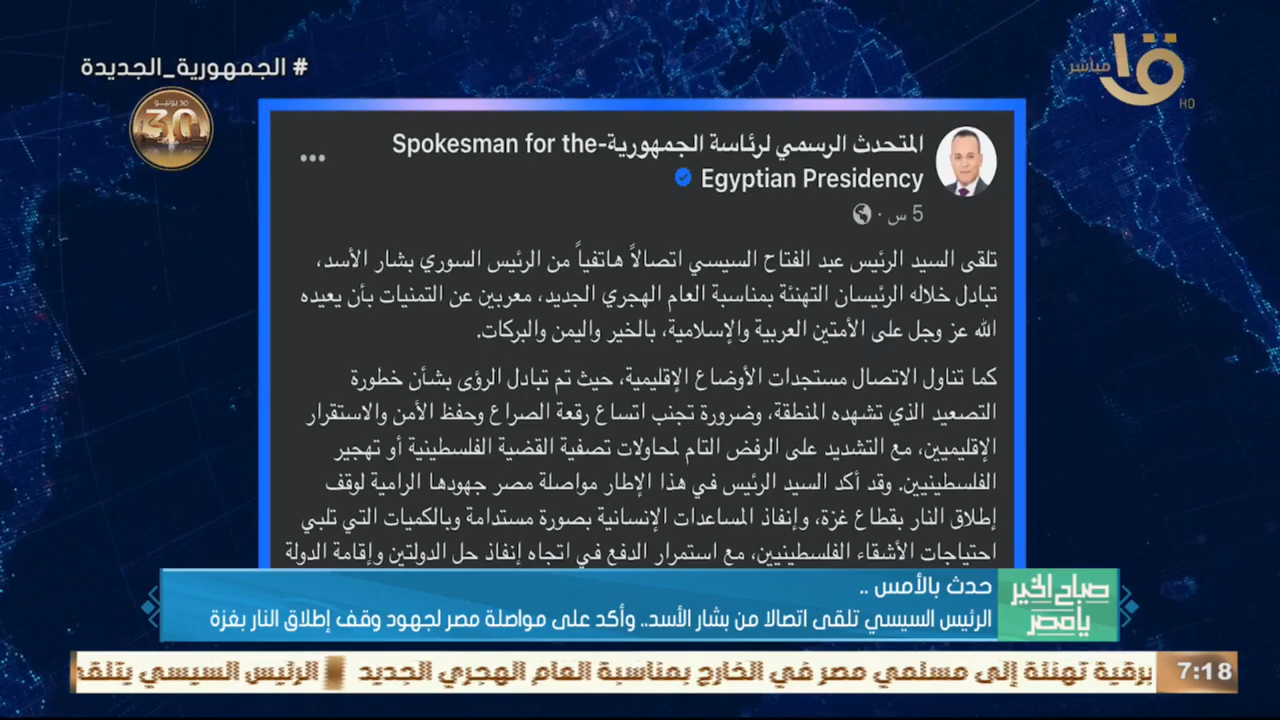 # الجمهورية_الجديدة
30 يونيو
30
مباشر
HD
المتحدث الرسمي لرئاسة الجمهورية-Spokesman for the
Egyptian Presidency
5 س
تلقى السيد الرئيس عبد الفتاح السيسي اتصالاً هاتفياً من الرئيس السوري بشار الأسد،
تبادل خلاله الرئيسان التهنئة بمناسبة العام الهجري الجديد، معربين عن التمنيات بأن يعيده
الله عز وجل على الأمتين العربية والإسلامية، بالخير واليمن والبركات.
كما تناول الاتصال مستجدات الأوضاع الإقليمية، حيث تم تبادل الرؤى بشأن خطورة
التصعيد الذي تشهده المنطقة، وضرورة تجنب اتساع رقعة الصراع وحفظ الأمن والاستقرار
الإقليميين، مع التشديد على الرفض التام لمحاولات تصفية القضية الفلسطينية أو تهجير
الفلسطينيين. وقد أكد السيد الرئيس في هذا الإطار مواصلة مصر جهودها الرامية لوقف
إطلاق النار بقطاع غزة، وإنفاذ المساعدات الإنسانية بصورة مستدامة وبالكميات التي تلبي
احتياجات الأشقاء الفلسطينيين، مع استمرار الدفع في اتجاه إنفاذ حل الدولتين وإقامة الدولة
صباح الخير
يا مصر
حدث بالأمس ..
الرئيس السيسي تلقى اتصالا من بشار الأسد.. وأكد على مواصلة مصر لجهود وقف إطلاق النار بغزة
7:18
برقية تهنئة إلى مسلمي مصر في الخارج بمناسبة العام الهجري الجديد الرئيس السيسي يتلقى